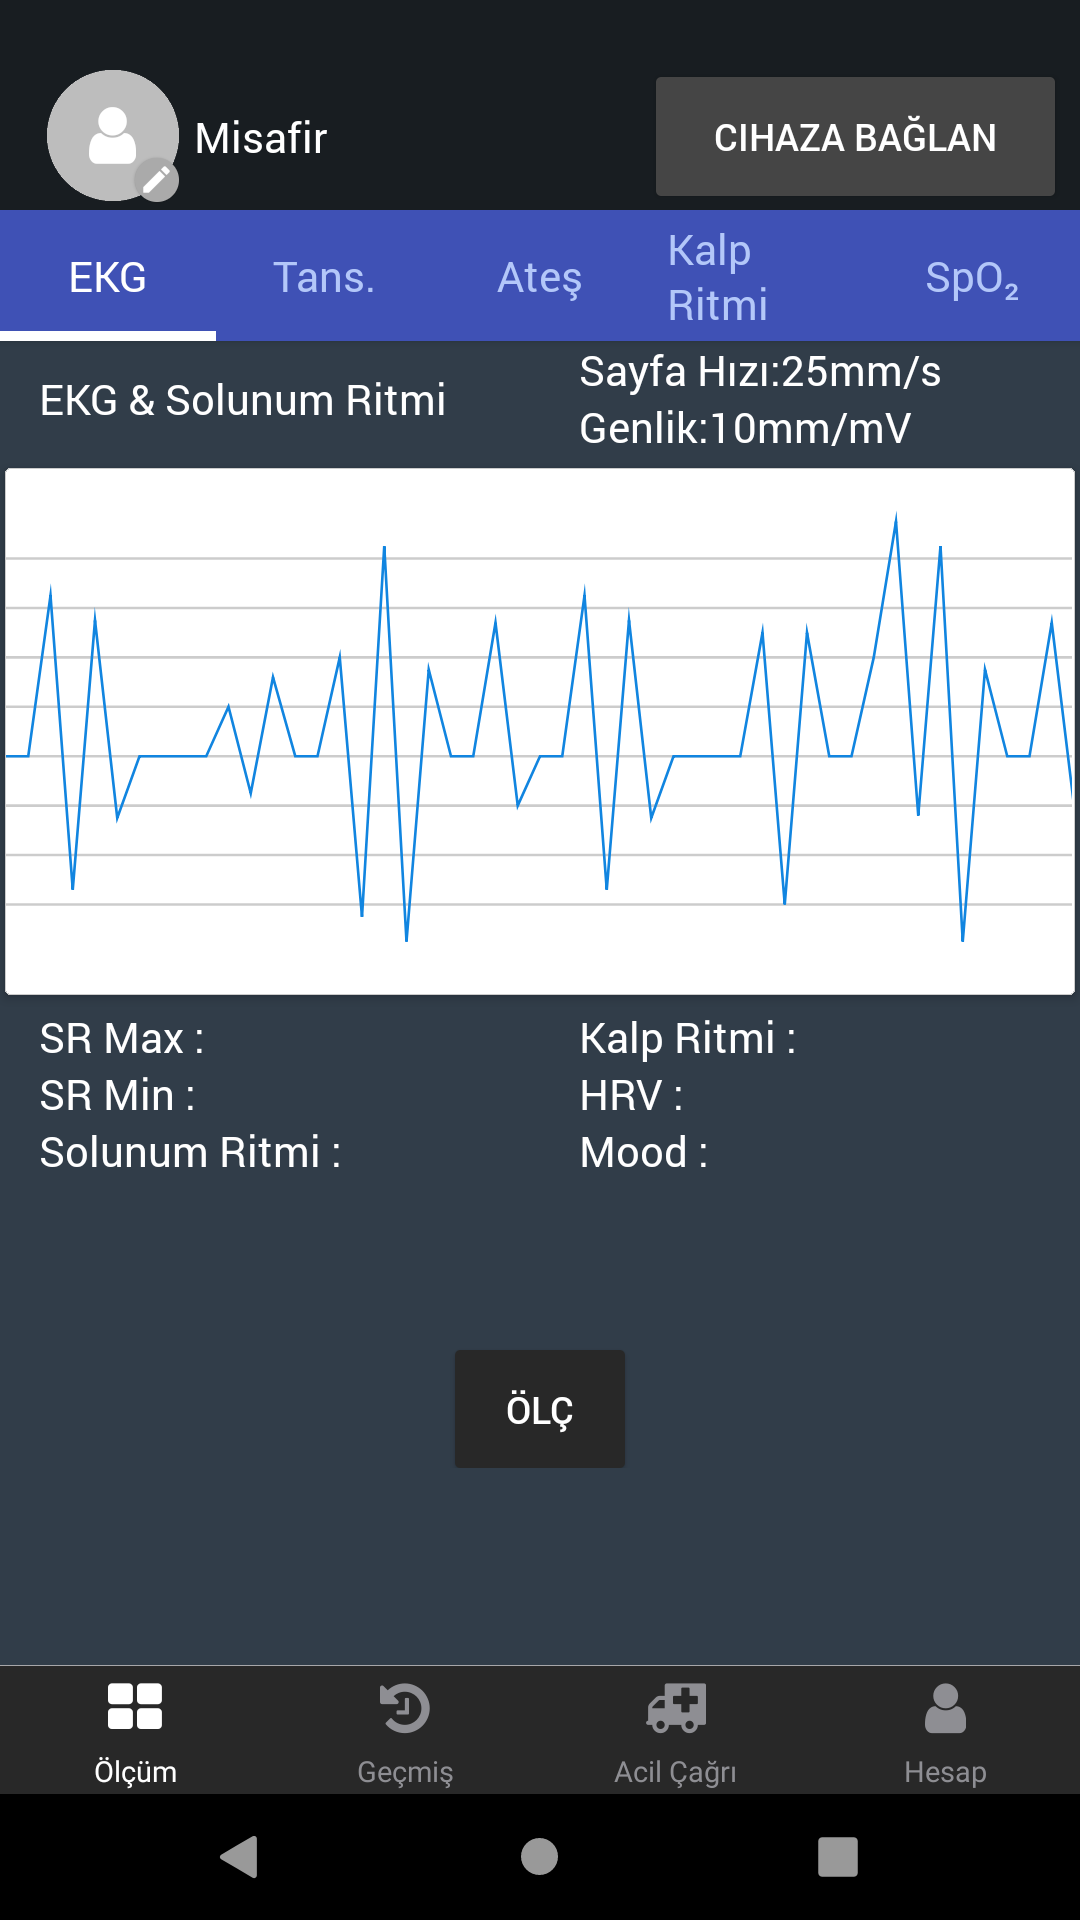 Misafir
CIHAZA BAĞLAN
EKG
Tans.
Ateş
Kalp
Ritmi
SpO₂
EKG & Solunum Ritmi
Sayfa Hızı:25mm/s
Genlik:10mm/mV
SR Max :
SR Min :
Solunum Ritmi :
Kalp Ritmi :
HRV :
Mood :
ÖLÇ
Ölçüm
Geçmiş
Acil Çağrı
Hesap